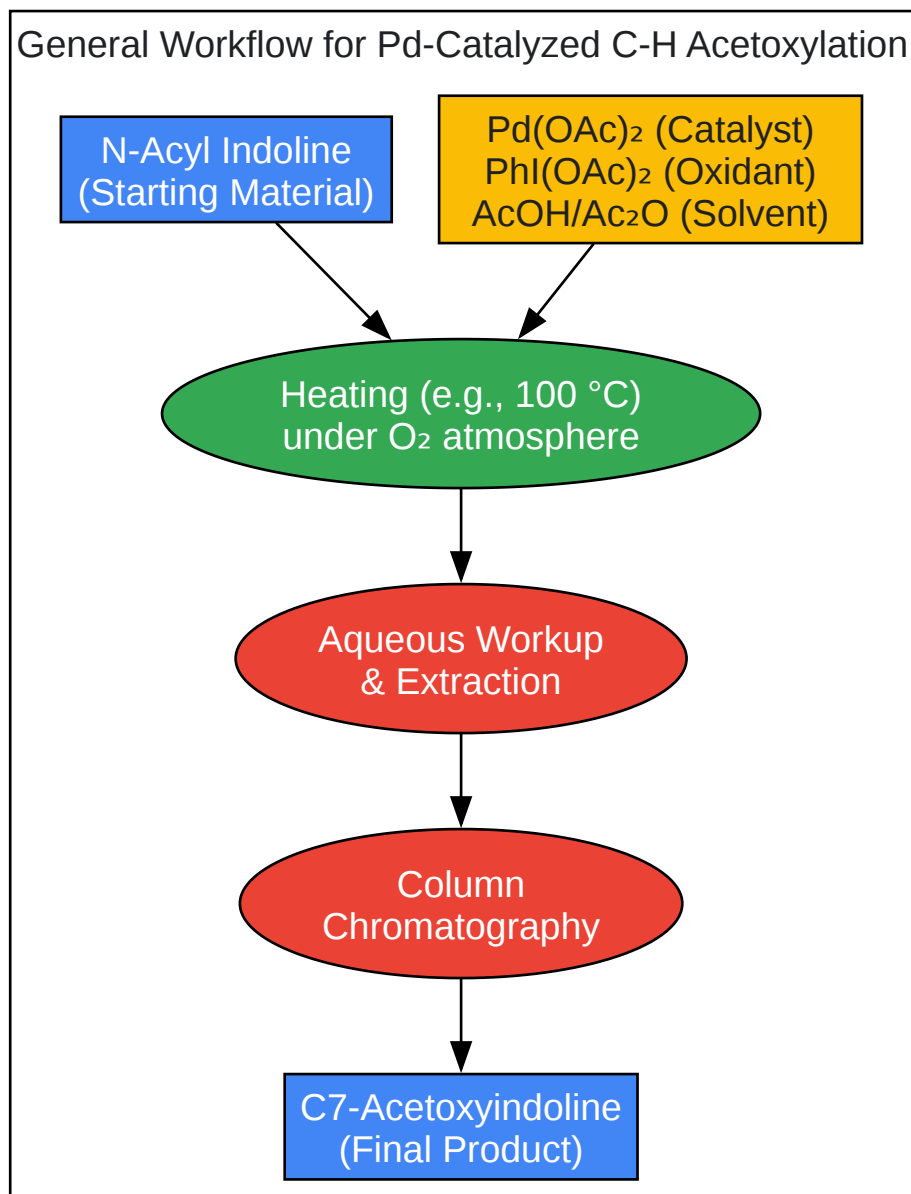 General Workflow for Pd-Catalyzed C-H Acetoxylation
N-Acyl Indoline
(Starting Material)
Pd(OAc)₂ (Catalyst)
PhI(OAc)₂ (Oxidant)
AcOH/Ac₂O (Solvent)
Heating (e.g., 100 °C)
under O₂ atmosphere
Aqueous Workup
& Extraction
Column
Chromatography
C7-Acetoxyindoline
(Final Product)